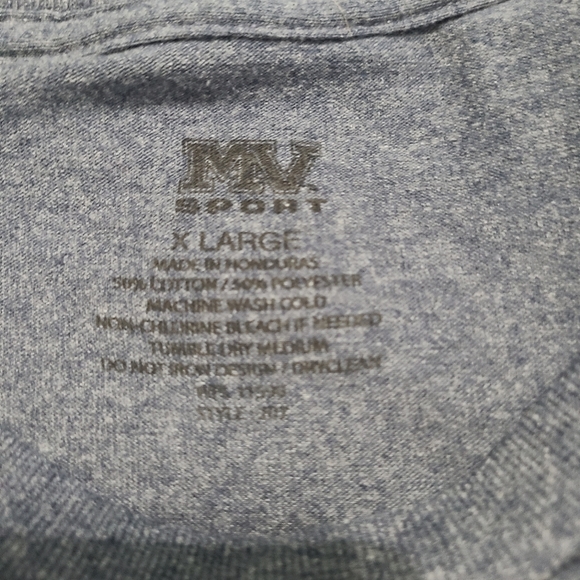 MV
SPORT
X LARGE
MADE IN HONDURAS
50% COTTON / 50% POLYESTER
MACHINE WASH COLD
NON-CHLORINE BLEACH IF NEEDED
TUMBLE DRY MEDIUM
DO NOT IRON DESIGN / DRYCLEAN
STYLE